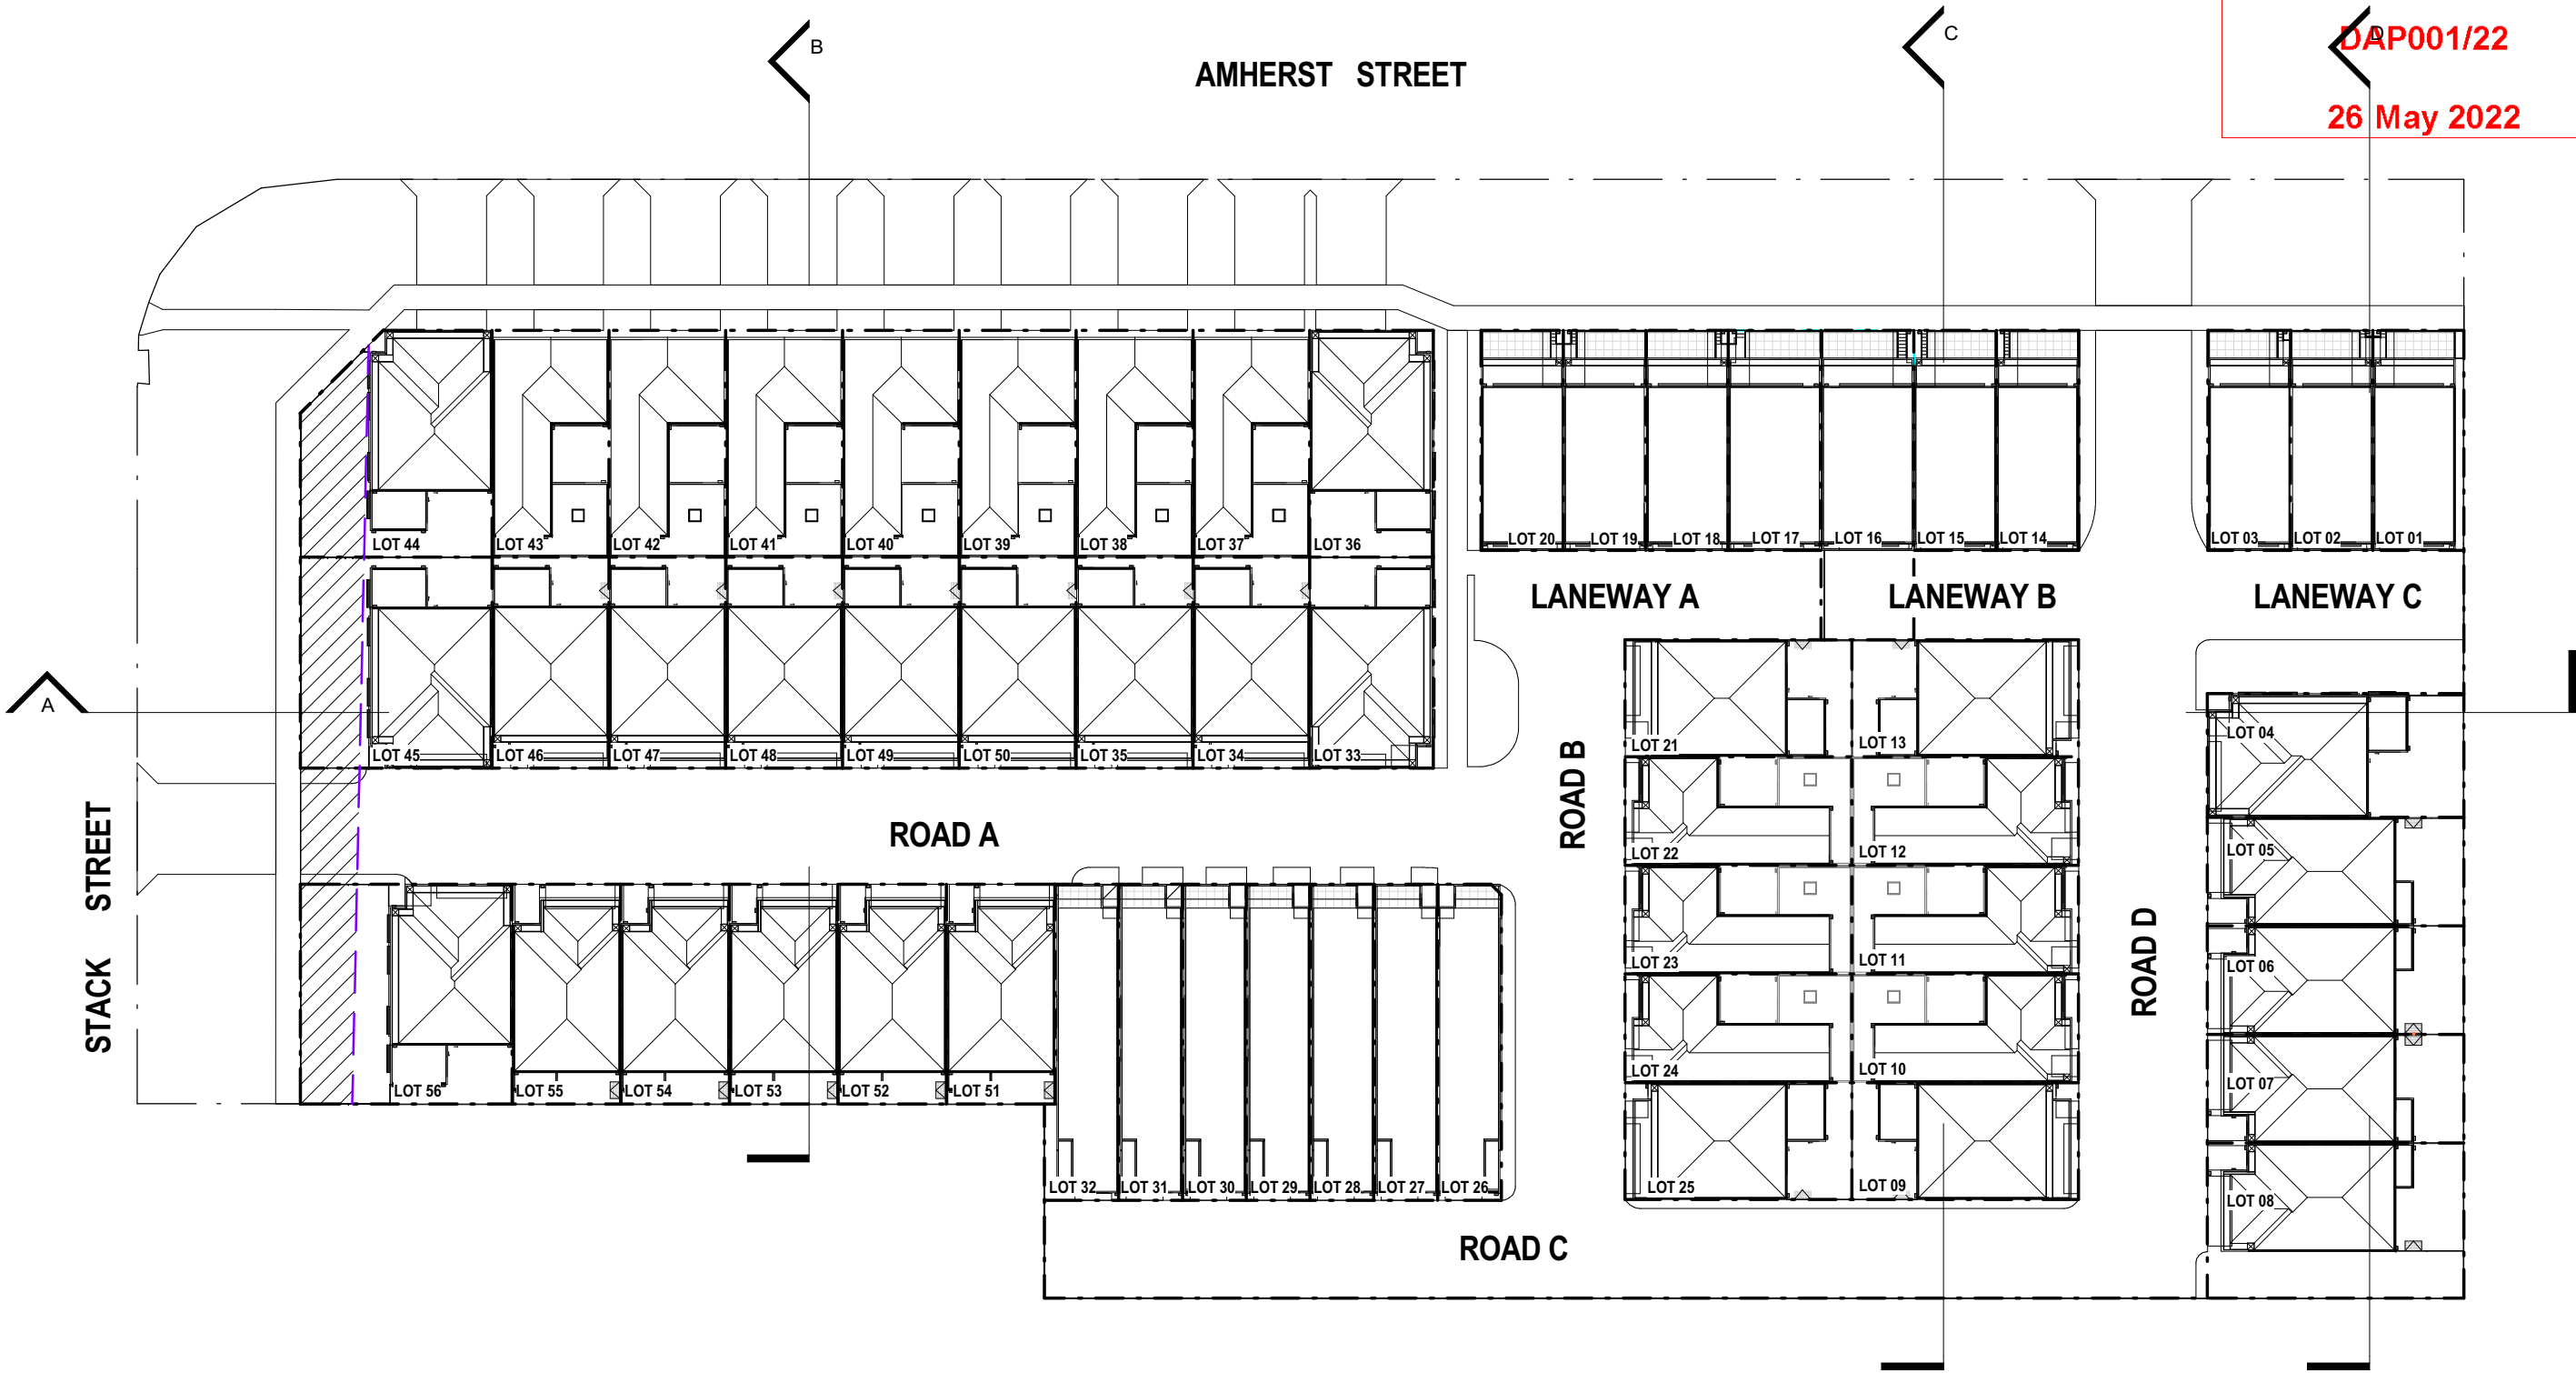 B
C
D
DAP001/22
AMHERST STREET
26 May 2022
LOT 44
LOT 43
LOT 42
LOT 41
LOT 40
LOT 39
LOT 38
LOT 37
LOT 36
LOT 20
LOT 19
LOT 18
LOT 17
LOT 16
LOT 15
LOT 14
LOT 03
LOT 02
LOT 01
LANEWAY A
LANEWAY B
LANEWAY C
A
LOT 45
LOT 46
LOT 47
LOT 48
LOT 49
LOT 50
LOT 35
LOT 34
LOT 33
LOT 21
LOT 13
LOT 04
ROAD B
STACK STREET
ROAD A
LOT 22
LOT 12
LOT 05
LOT 23
LOT 11
LOT 06
ROAD D
LOT 24
LOT 10
LOT 07
LOT 56
LOT 55
LOT 54
LOT 53
LOT 52
LOT 51
LOT 32
LOT 31
LOT 30
LOT 29
LOT 28
LOT 27
LOT 26
LOT 25
LOT 09
LOT 08
ROAD C